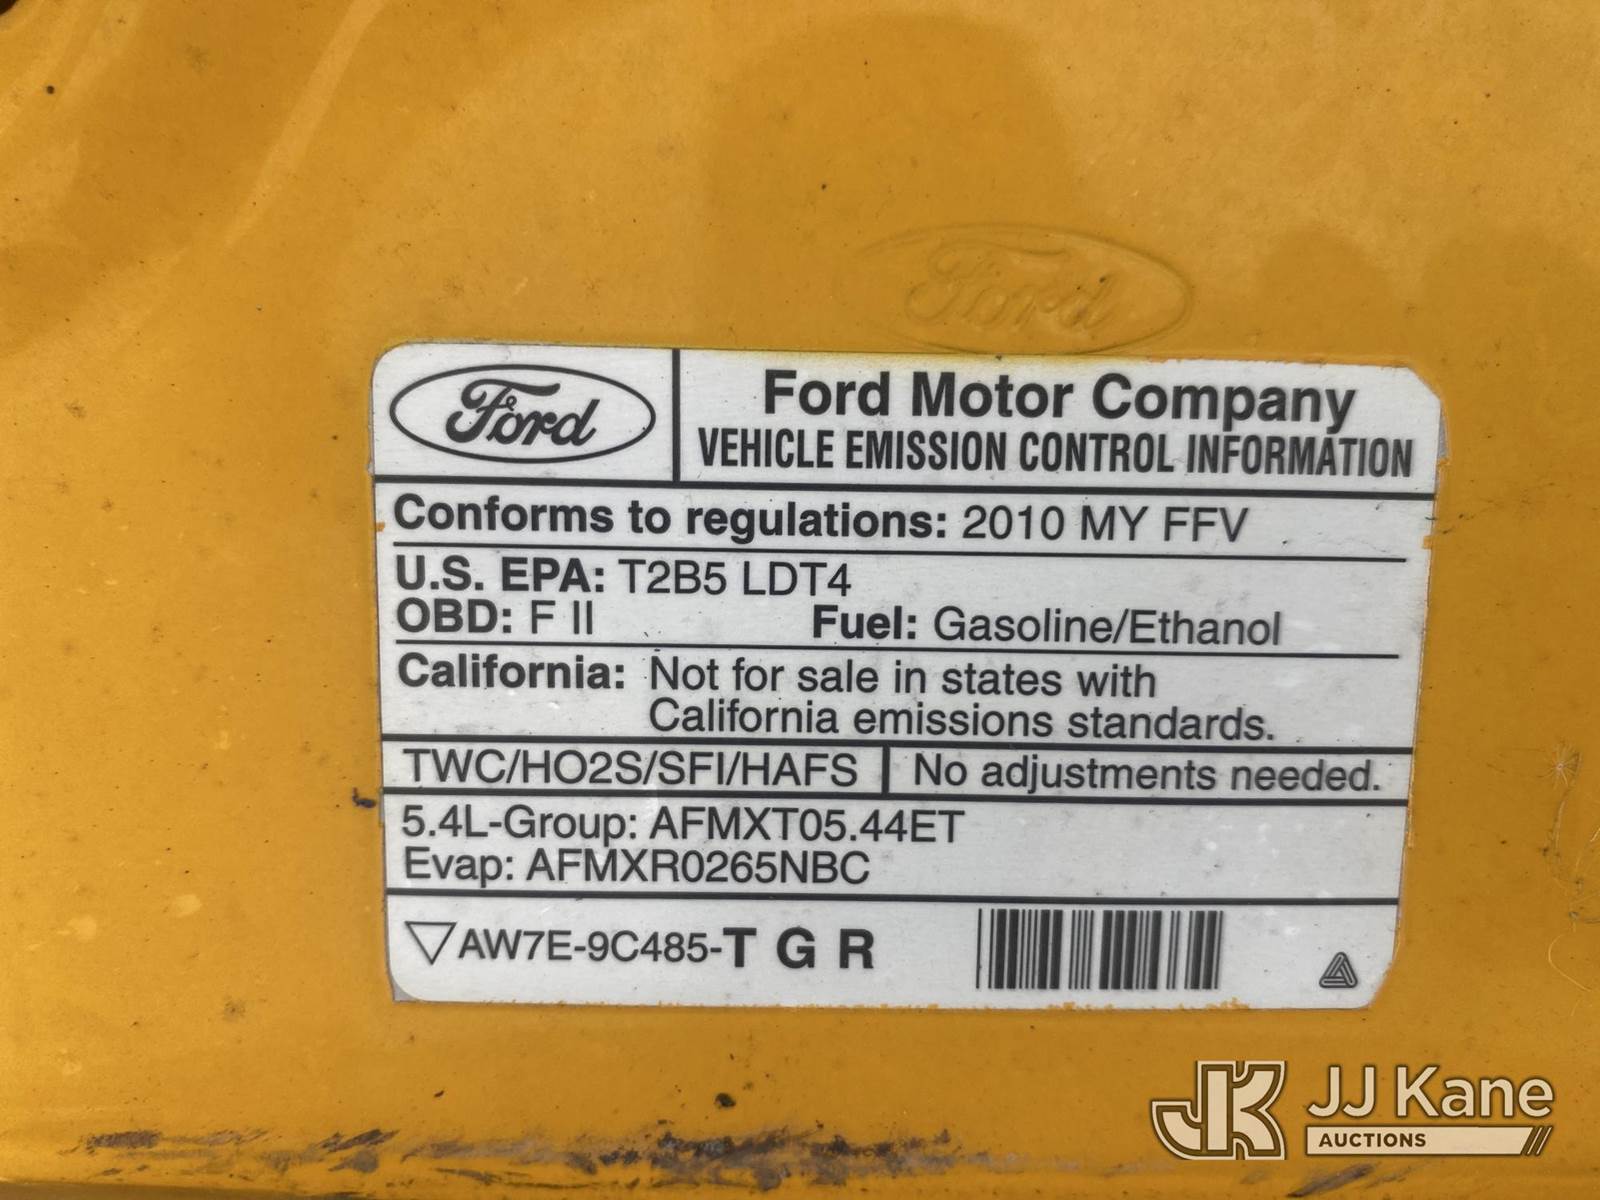 Ford
Ford
Ford Motor Company
VEHICLE EMISSION CONTROL INFORMATION
Conforms to regulations: 2010 MY FFV
U.S. EPA: T2B5 LDT4
OBD: F II Fuel: Gasoline/Ethanol
California: Not for sale in states with
California emissions standards.
TWC/HO2S/SFI/HAFS No adjustments needed.
5.4L-Group: AFMXT05.44ET
Evap: AFMXR0265NBC
AW7E-9C485-T G R
JK JJ Kane
AUCTIONS